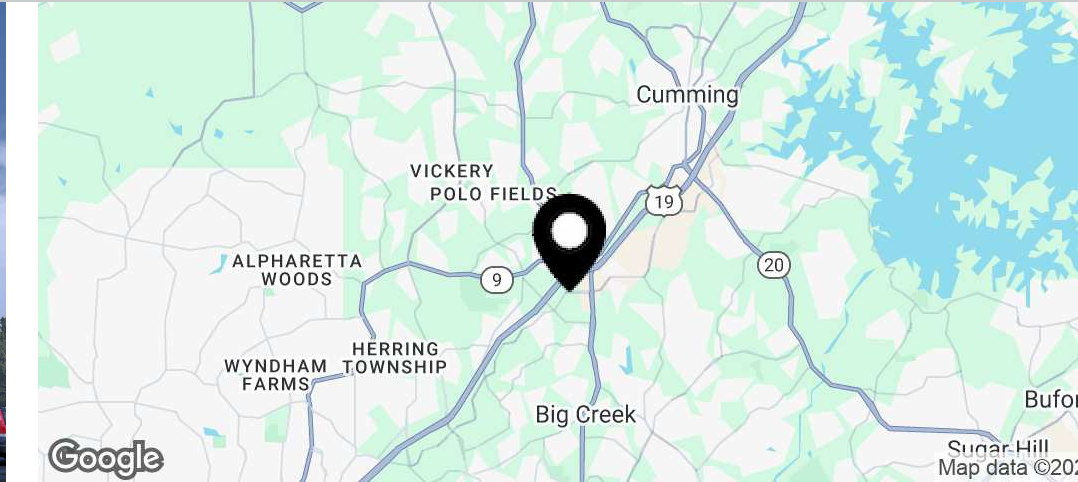 Cumming
VICKERY
POLO FIELDS
19
ALPHARETTA
WOODS
9
20
HERRING
TOWNSHIP
WYNDHAM
FARMS
Big Creek
Bufor
Sugar Hill
Google
Map data ©202